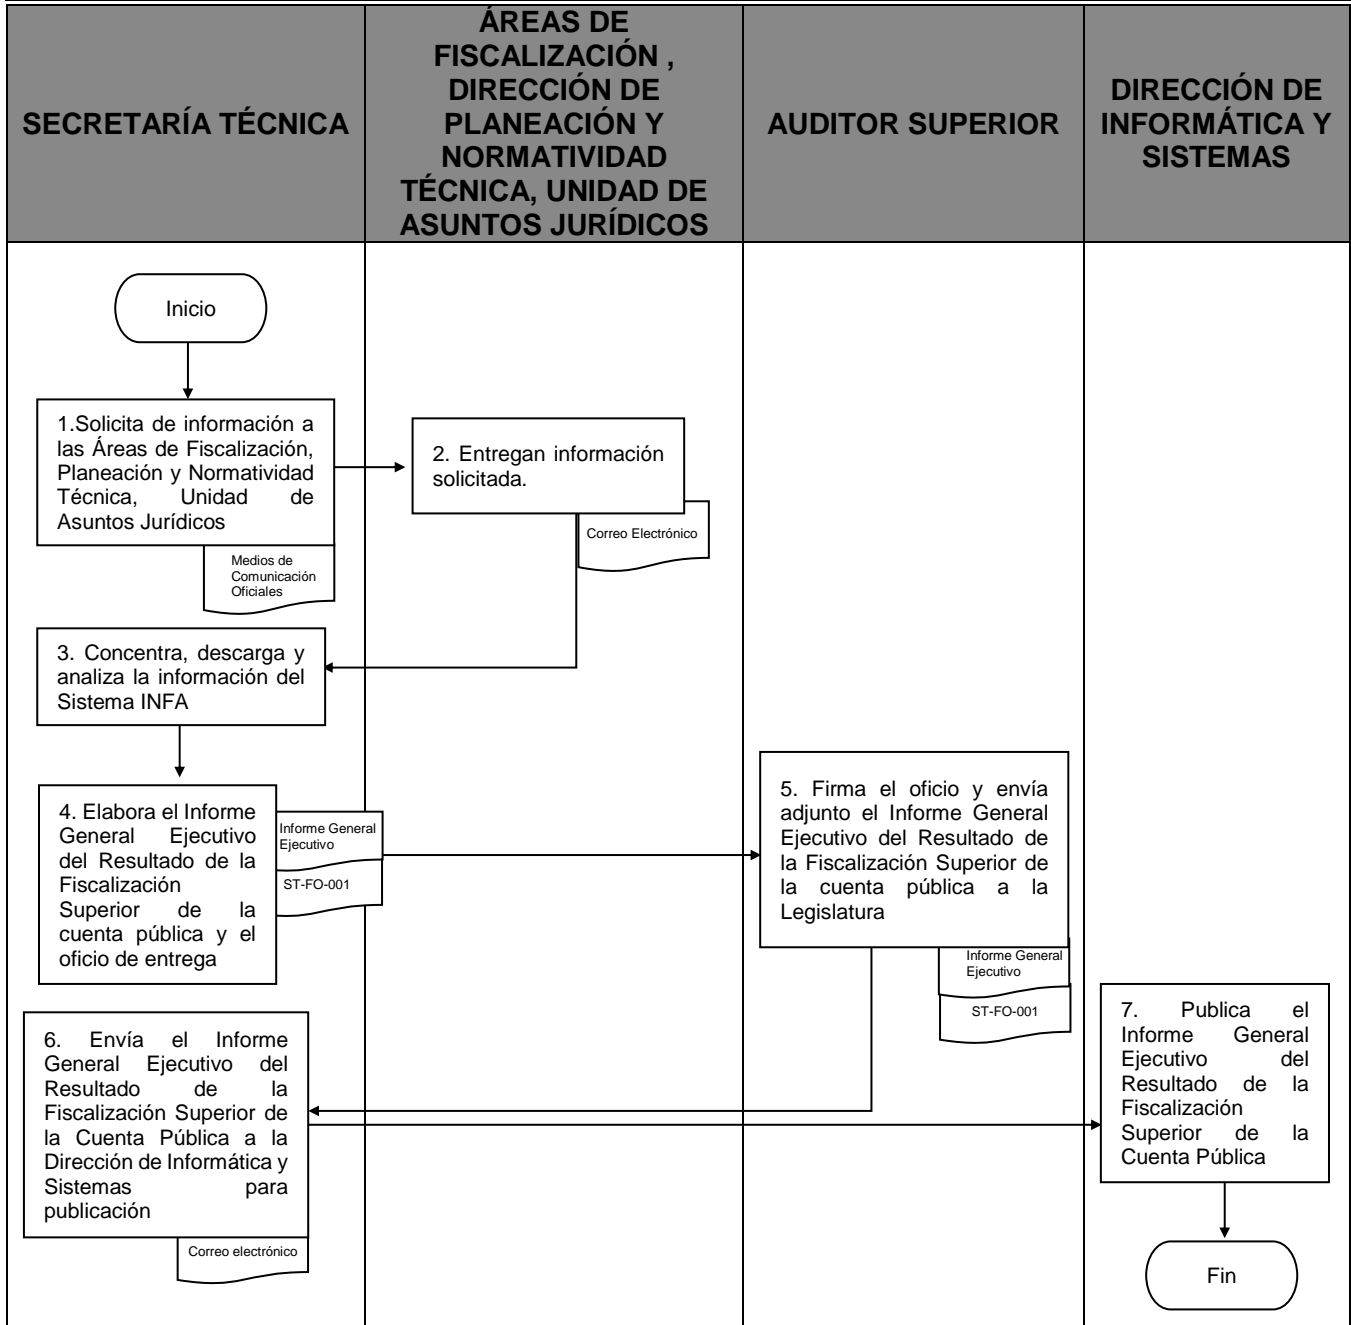 SECRETARÍA TÉCNICA
ÁREAS DE
FISCALIZACIÓN ,
DIRECCIÓN DE
PLANEACIÓN Y
NORMATIVIDAD
TÉCNICA, UNIDAD DE
ASUNTOS JURÍDICOS
AUDITOR SUPERIOR
DIRECCIÓN DE
INFORMÁTICA Y
SISTEMAS
Inicio
1.Solicita de información a
las Áreas de Fiscalización,
Planeación y Normatividad
Técnica, Unidad de
Asuntos Jurídicos
Medios de
Comunicación
Oficiales
2. Entregan información
solicitada.
Correo Electrónico
3. Concentra, descarga y
analiza la información del
Sistema INFA
4. Elabora el Informe
General Ejecutivo
del Resultado de la
Fiscalización
Superior de la
cuenta pública y el
oficio de entrega
Informe General
Ejecutivo
ST-FO-001
5. Firma el oficio y envía
adjunto el Informe General
Ejecutivo del Resultado de
la Fiscalización Superior de
la cuenta pública a la
Legislatura
Informe General
Ejecutivo
ST-FO-001
6. Envía el Informe
General Ejecutivo del
Resultado de la
Fiscalización Superior de
la Cuenta Pública a la
Dirección de Informática y
Sistemas para
publicación
Correo electrónico
7. Publica el
Informe General
Ejecutivo del
Resultado de la
Fiscalización
Superior de la
Cuenta Pública
Fin